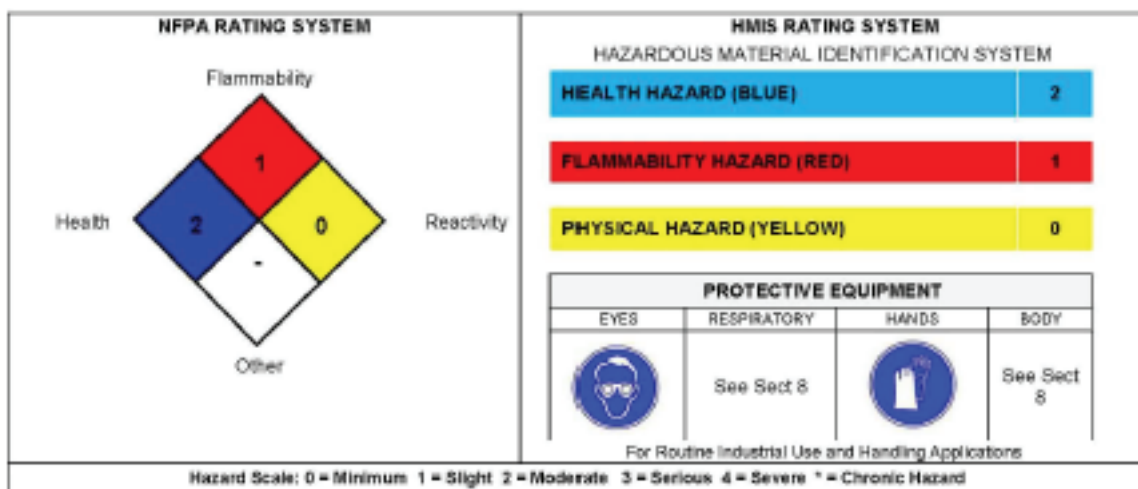 NFPA RATING SYSTEM
Flammability
1
Health
2
0
Reactivity
-
Other
HMIS RATING SYSTEM
HAZARDOUS MATERIAL IDENTIFICATION SYSTEM
HEALTH HAZARD (BLUE) 2
FLAMMABILITY HAZARD (RED) 1
PHYSICAL HAZARD (YELLOW) 0
PROTECTIVE EQUIPMENT
EYES RESPIRATORY HANDS BODY
See Sect 8
See Sect
8
For Routine Industrial Use and Handling Applications
Hazard Scale: 0 = Minimum 1 = Slight 2 = Moderate 3 = Serious 4 = Severe * = Chronic Hazard